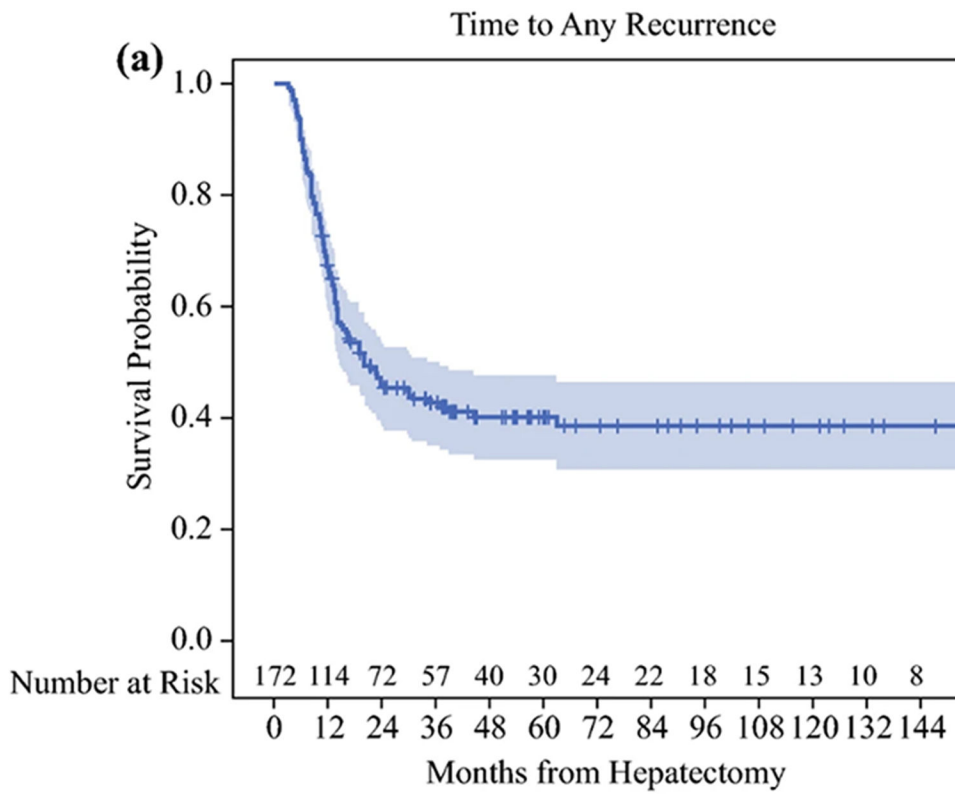 Time to Any Recurrence
(a)
1.0
0.8
0.6
0.4
0.2
0.0
Survival Probability
Number at Risk 172 114 72 57 40 30 24 22 18 15 13 10 8
0 12 24 36 48 60 72 84 96 108 120 132 144
Months from Hepatectomy